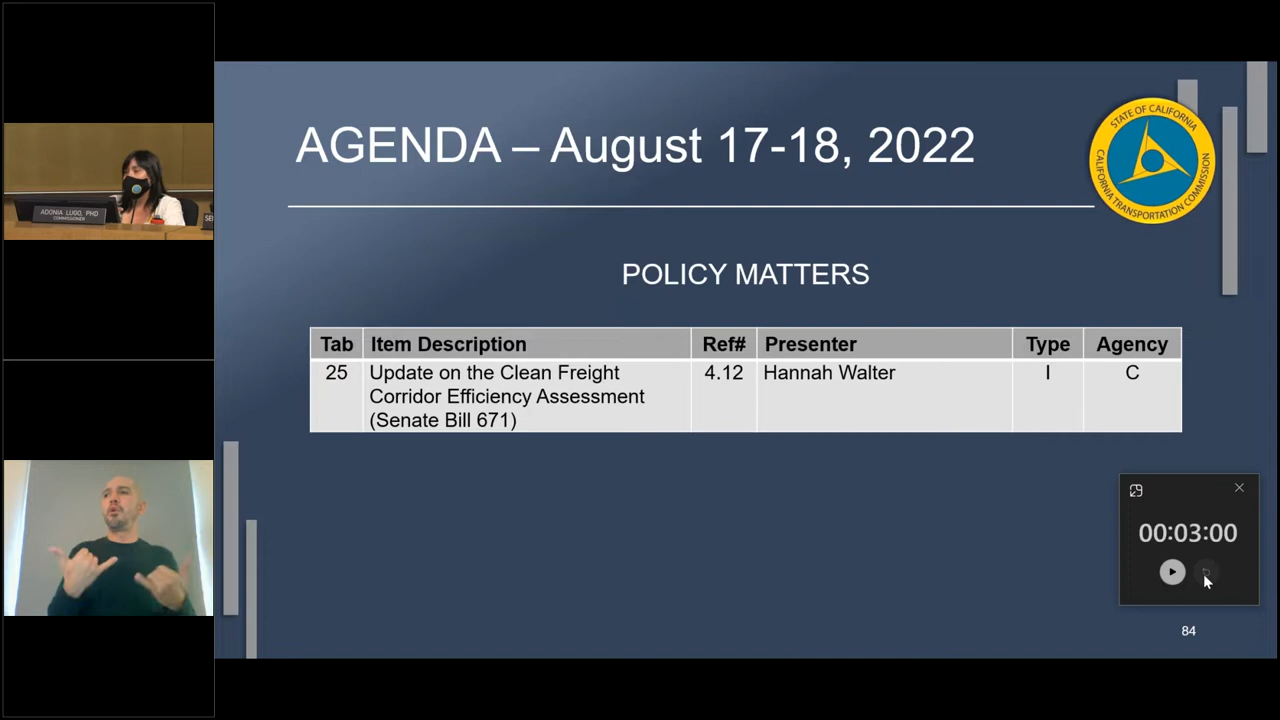 AGENDA – August 17-18, 2022
STATE OF CALIFORNIA
CALIFORNIA TRANSPORTATION COMMISSION
ADONIA LUGO, PHD
COMMISSIONER
POLICY MATTERS
Tab Item Description Ref# Presenter Type Agency
25 Update on the Clean Freight 4.12 Hannah Walter I C
Corridor Efficiency Assessment
(Senate Bill 671)
00:03:00
84